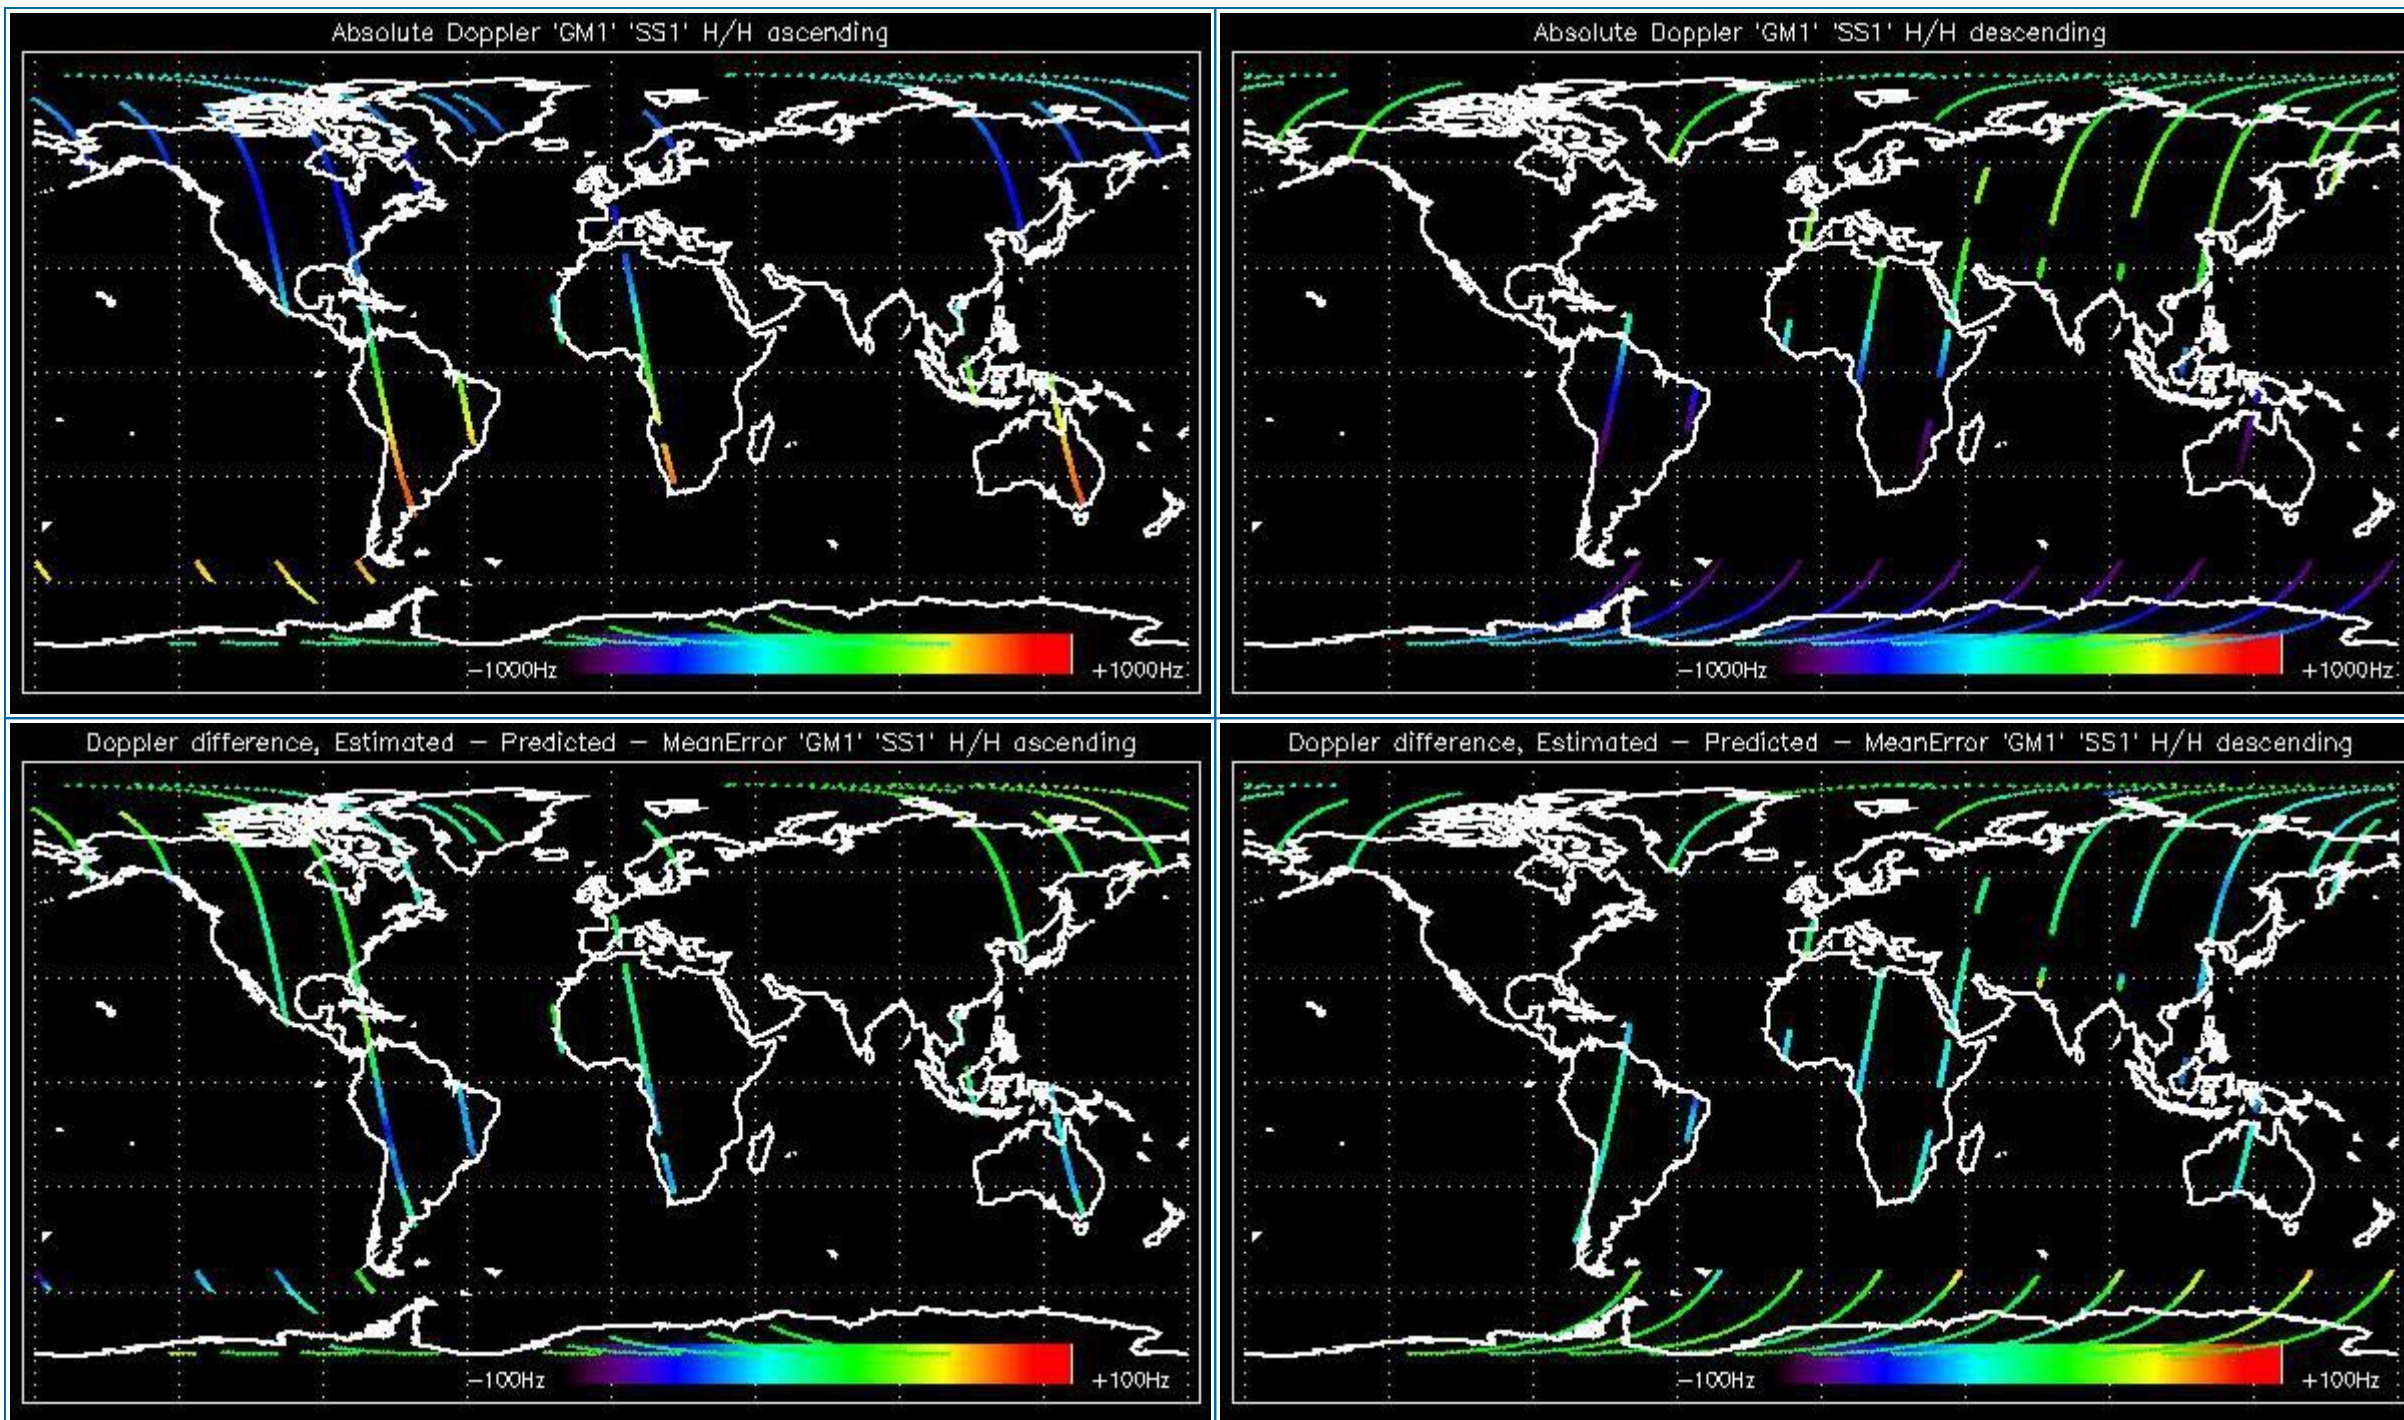 Absolute Doppler 'GM1' 'SS1' H/H ascending
-1000Hz
+1000Hz
Absolute Doppler 'GM1' 'SS1' H/H descending
-1000Hz
+1000Hz
Doppler difference, Estimated - Predicted - MeanError 'GM1' 'SS1' H/H ascending
-100Hz
+100Hz
Doppler difference, Estimated - Predicted - MeanError 'GM1' 'SS1' H/H descending
-100Hz
+100Hz